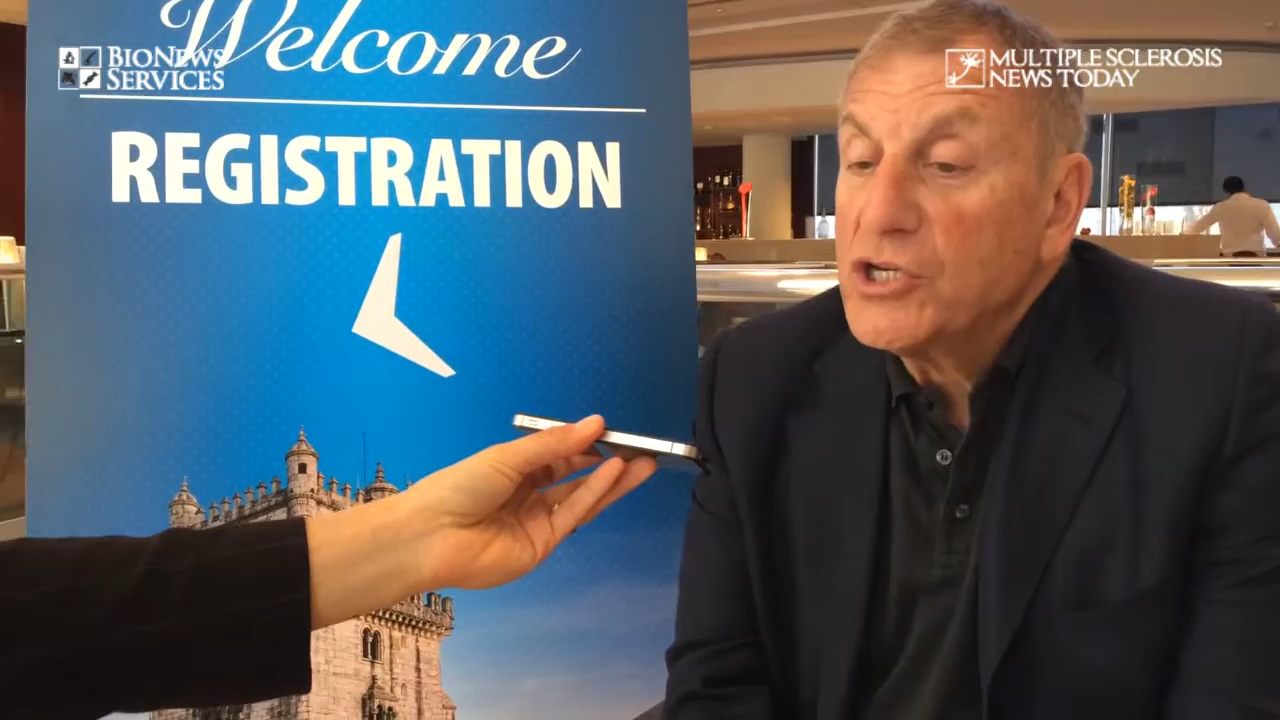 Welcome
BIONEWS
SERVICES
MULTIPLE SCLEROSIS
NEWS TODAY
REGISTRATION